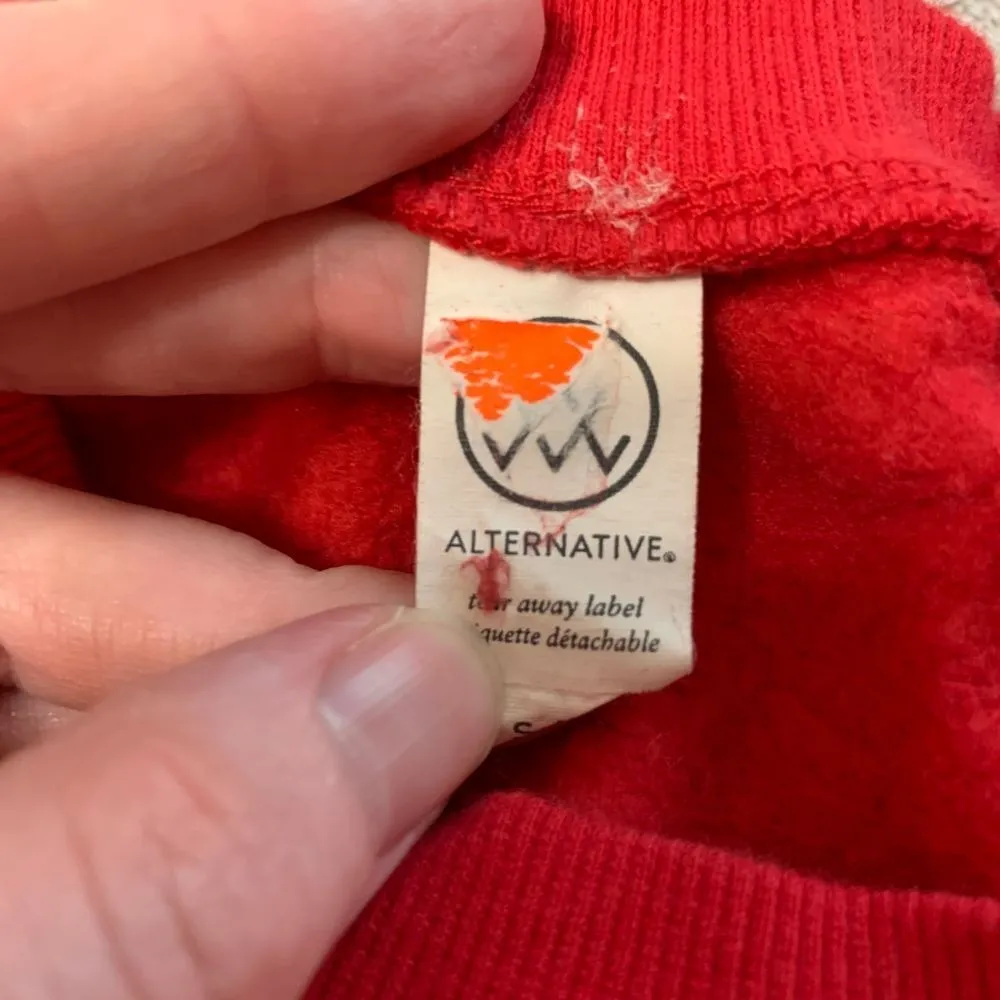 ALTERNATIVE®
away label
détachable
S